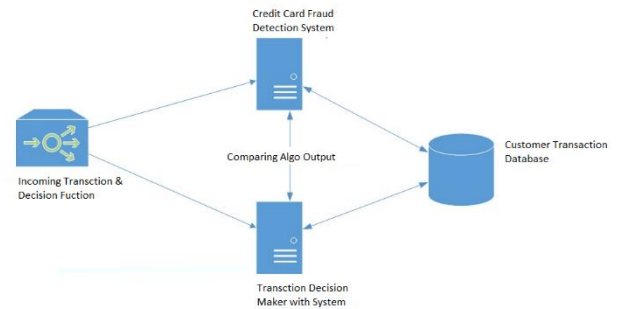 Credit Card Fraud
Detection System
Comparing Algo Output
Customer Transaction
Database
Incoming Transction &
Decision Fuction
Transction Decision
Maker with System